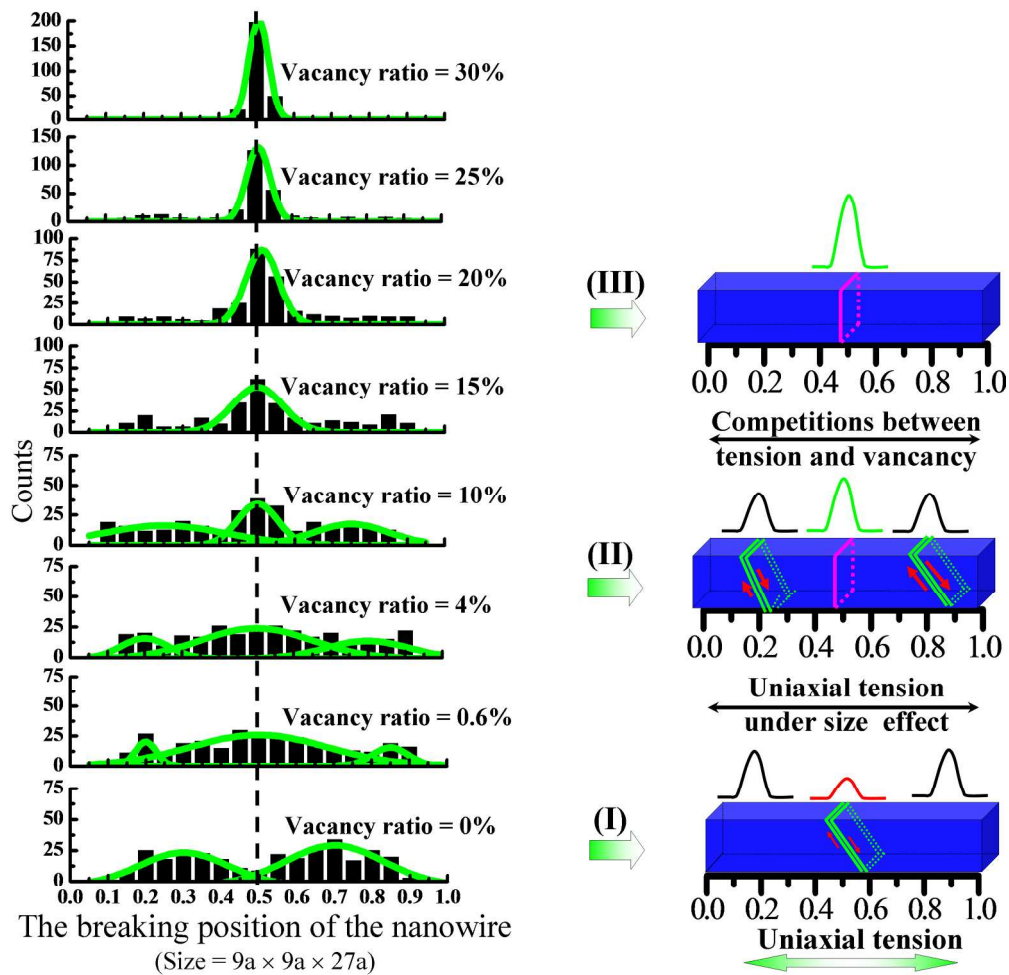 200
150
100
50
0
Vacancy ratio = 30%
150
100
50
0
Vacancy ratio = 25%
100
75
50
25
0
Vacancy ratio = 20%
100
75
50
25
0
Vacancy ratio = 15%
75
50
25
0
Vacancy ratio = 10%
75
50
25
0
Vacancy ratio = 4%
75
50
25
0
Vacancy ratio = 0.6%
75
50
25
0
Vacancy ratio = 0%
0.0 0.1 0.2 0.3 0.4 0.5 0.6 0.7 0.8 0.9 1.0
Counts
The breaking position of the nanowire
(Size = 9a × 9a × 27a)
(III)
0.0 0.2 0.4 0.6 0.8 1.0
Competitions between
tension and vancancy
(II)
0.0 0.2 0.4 0.6 0.8 1.0
Uniaxial tension
under size effect
(I)
0.0 0.2 0.4 0.6 0.8 1.0
Uniaxial tension